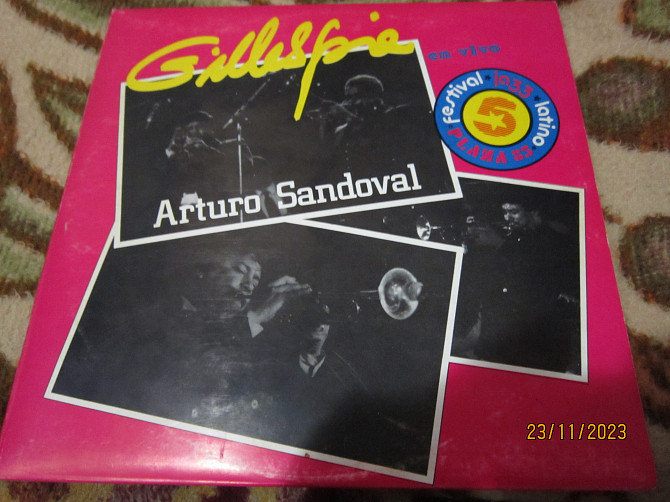 Gillespie
en vivo
festival jazz latino
5
PLAZA 83
Arturo Sandoval
23/11/2023